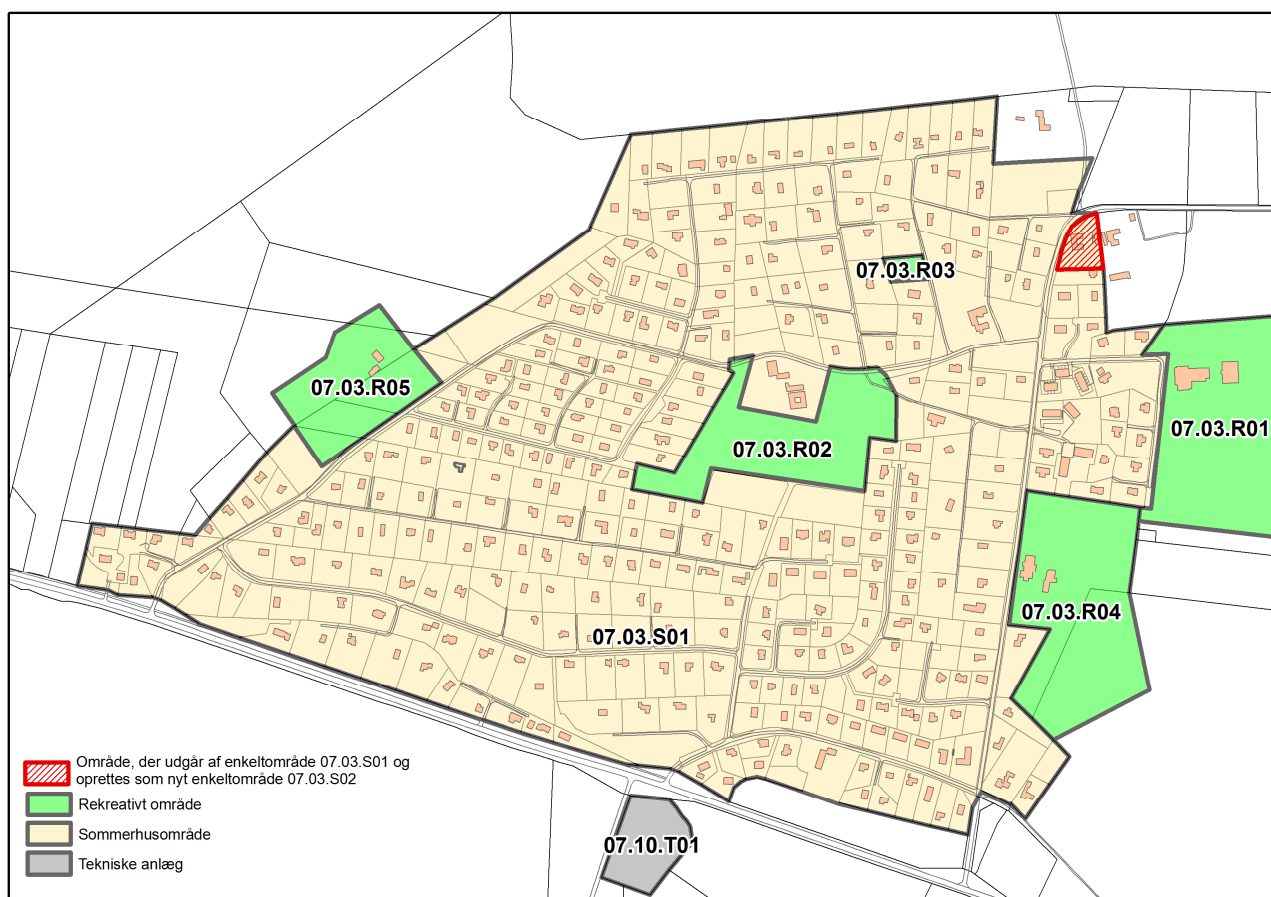 07.03.R03
07.03.R05
07.03.R01
07.03.R02
07.03.R04
07.03.S01
Område, der udgår af enkeltområde 07.03.S01 og
oprettes som nyt enkeltområde 07.03.S02
Rekreativt område
Sommerhusområde
Tekniske anlæg
07.10.T01